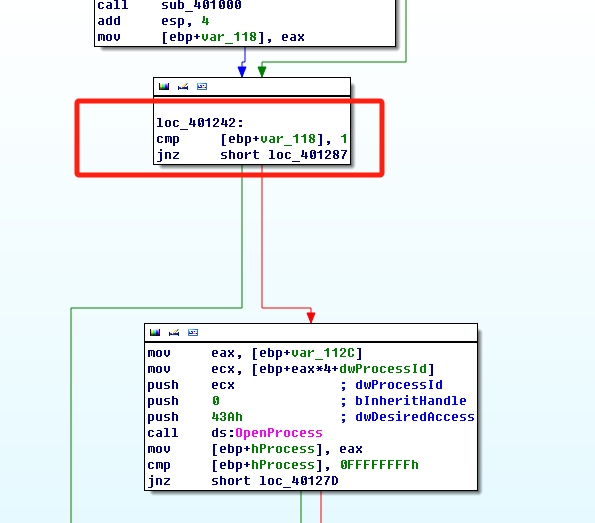 call sub_401000
add esp, 4
mov [ebp+var_118], eax
loc_401242:
cmp [ebp+var_118], 1
jnz short loc_401287
mov eax, [ebp+var_112C]
mov ecx, [ebp+eax*4+dwProcessId]
push ecx ; dwProcessId
push 0 ; bInheritHandle
push 43Ah ; dwDesiredAccess
call ds:OpenProcess
mov [ebp+hProcess], eax
cmp [ebp+hProcess], 0FFFFFFFFh
jnz short loc_40127D